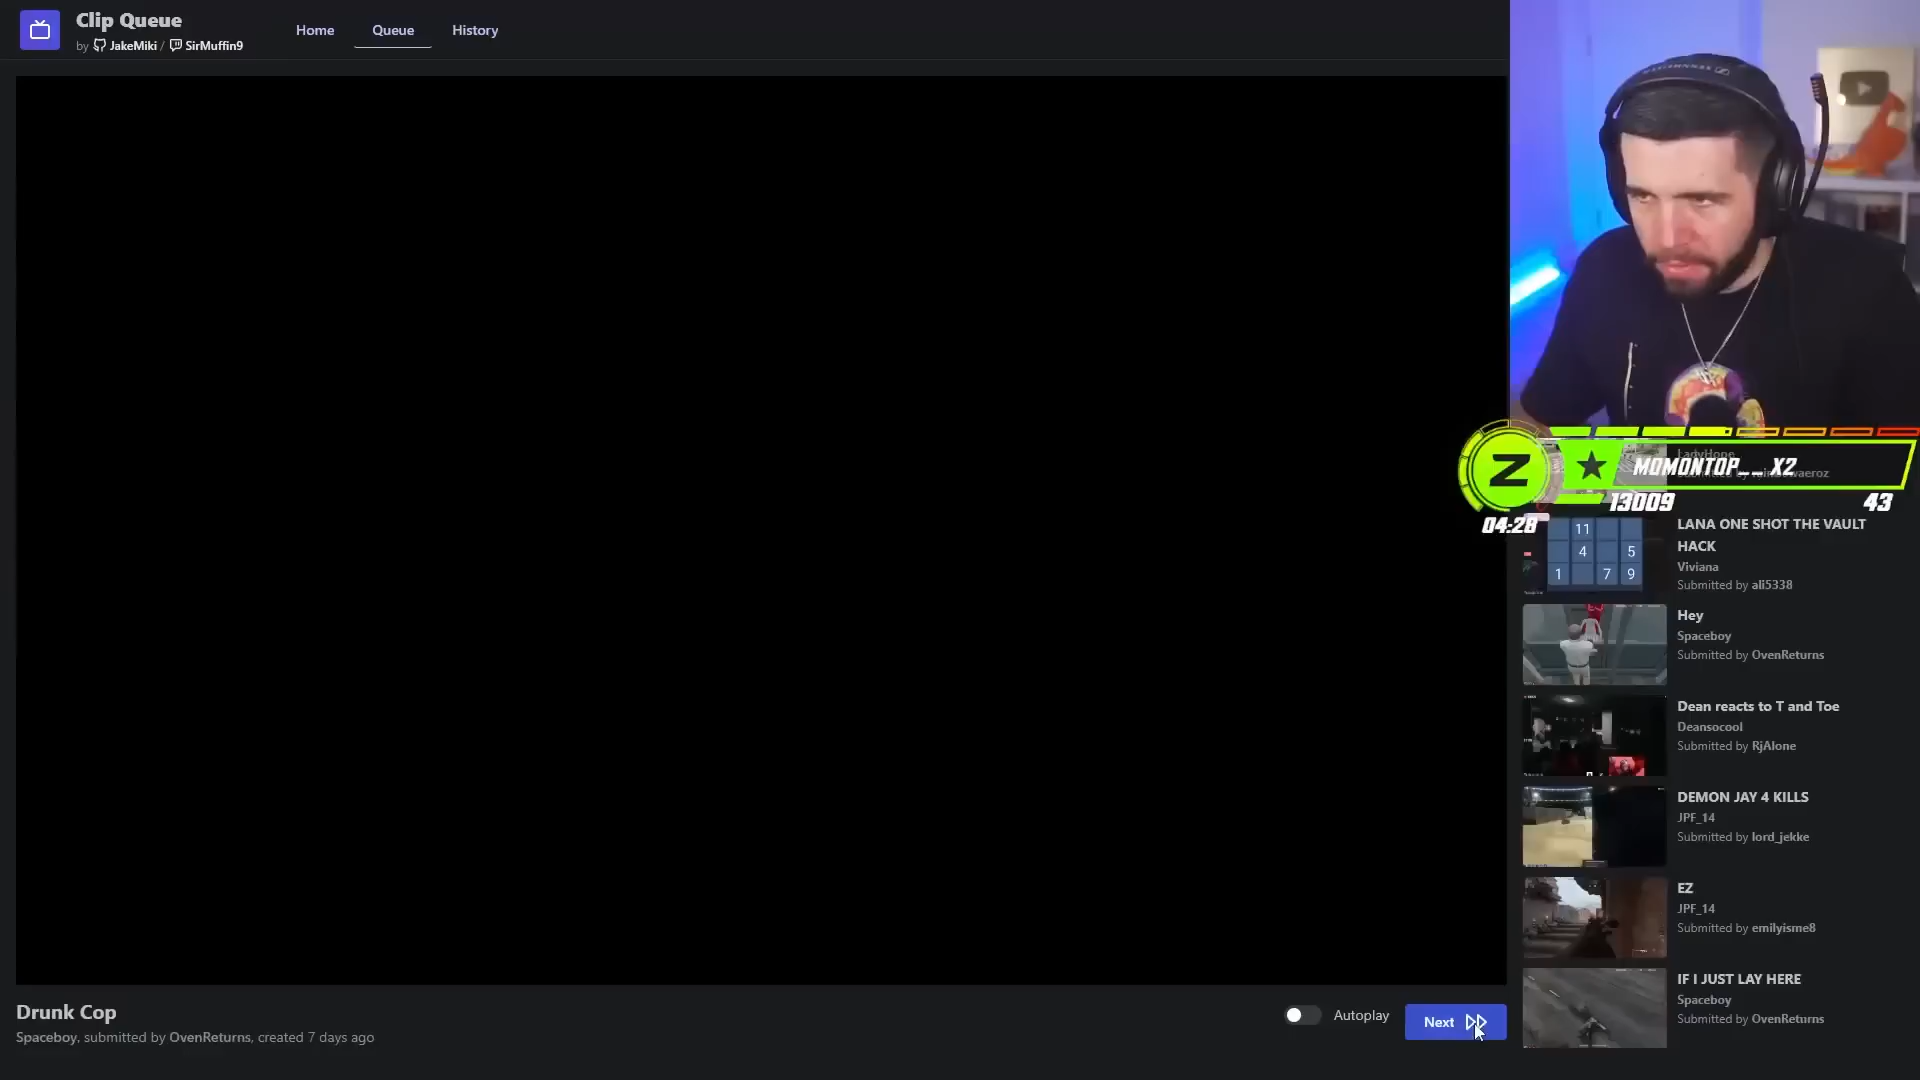 Clip Queue
by JakeMiki / SirMuffin9
Home
Queue
History
Z
MOMONTOP__ X2
13009
43
04:28
LadyHope
11
4 5
1 7 9
LANA ONE SHOT THE VAULT
HACK
Viviana
Submitted by ali5338
Hey
Spaceboy
Submitted by OvenReturns
Dean reacts to T and Toe
Deansocool
Submitted by RjAlone
DEMON JAY 4 KILLS
JPF_14
Submitted by lord_jekke
EZ
JPF_14
Submitted by emilyisme8
IF I JUST LAY HERE
Spaceboy
Submitted by OvenReturns
Drunk Cop
Spaceboy, submitted by OvenReturns, created 7 days ago
Autoplay
Next